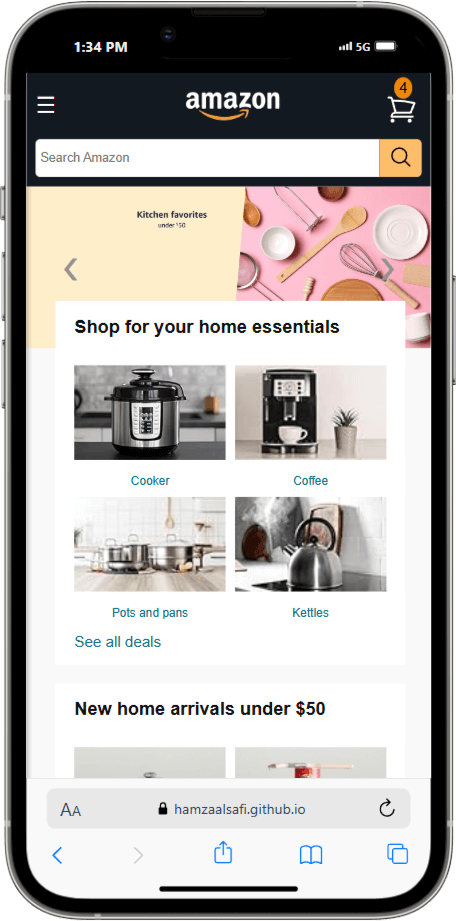 1:34 PM
5G
amazon
4
Search Amazon
Kitchen favorites
under $50
Shop for your home essentials
Cooker
Coffee
Pots and pans
Kettles
See all deals
New home arrivals under $50
AA
hamzaalsafi.github.io